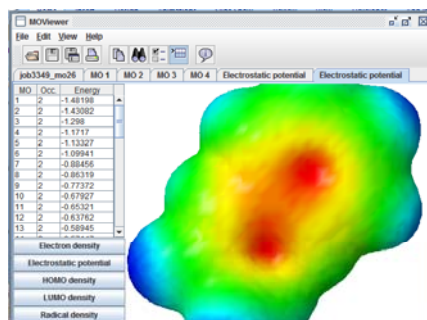 MOViewer
File Edit View Help
job3349_mo26 MO 1 MO 2 MO 3 MO 4 Electrostatic potential Electrostatic potential
MO Occ. Energy
1 2 -1.48198
2 2 -1.43082
3 2 -1.298
4 2 -1.1717
5 2 -1.13327
6 2 -1.09941
7 2 -0.88456
8 2 -0.86319
9 2 -0.77372
10 2 -0.67927
11 2 -0.65321
12 2 -0.63762
13 2 -0.58945
Electron density
Electrostatic potential
HOMO density
LUMO density
Radical density